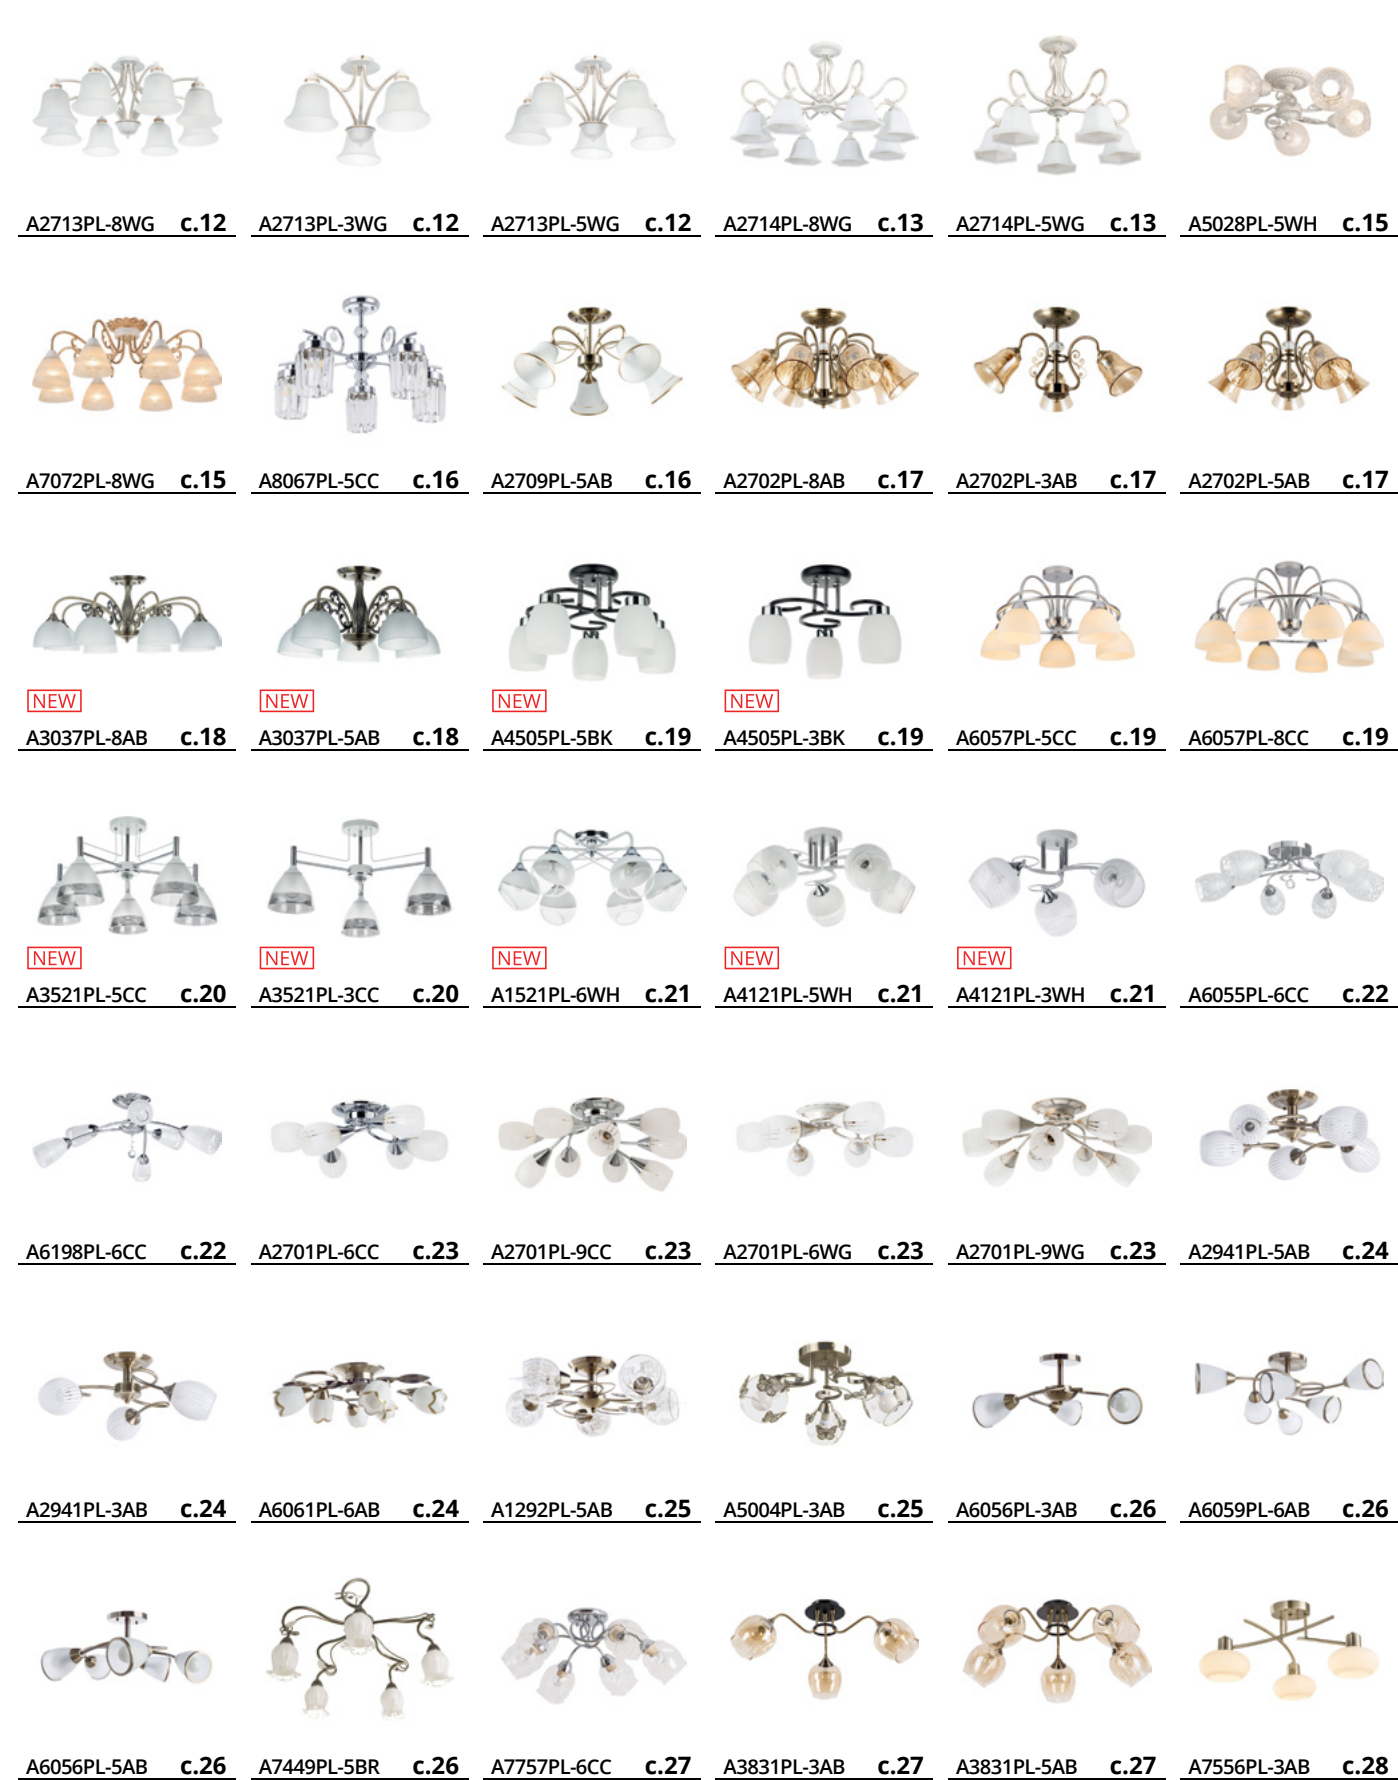 A2713PL-8WG c.12 A2713PL-3WG c.12 A2713PL-5WG c.12 A2714PL-8WG c.13 A2714PL-5WG c.13 A5028PL-5WH c.15
A7072PL-8WG c.15 A8067PL-5CC c.16 A2709PL-5AB c.16 A2702PL-8AB c.17 A2702PL-3AB c.17 A2702PL-5AB c.17
NEW NEW NEW NEW
A3037PL-8AB c.18 A3037PL-5AB c.18 A4505PL-5BK c.19 A4505PL-3BK c.19 A6057PL-5CC c.19 A6057PL-8CC c.19
NEW NEW NEW NEW NEW
A3521PL-5CC c.20 A3521PL-3CC c.20 A1521PL-6WH c.21 A4121PL-5WH c.21 A4121PL-3WH c.21 A6055PL-6CC c.22
A6198PL-6CC c.22 A2701PL-6CC c.23 A2701PL-9CC c.23 A2701PL-6WG c.23 A2701PL-9WG c.23 A2941PL-5AB c.24
A2941PL-3AB c.24 A6061PL-6AB c.24 A1292PL-5AB c.25 A5004PL-3AB c.25 A6056PL-3AB c.26 A6059PL-6AB c.26
A6056PL-5AB c.26 A7449PL-5BR c.26 A7757PL-6CC c.27 A3831PL-3AB c.27 A3831PL-5AB c.27 A7556PL-3AB c.28